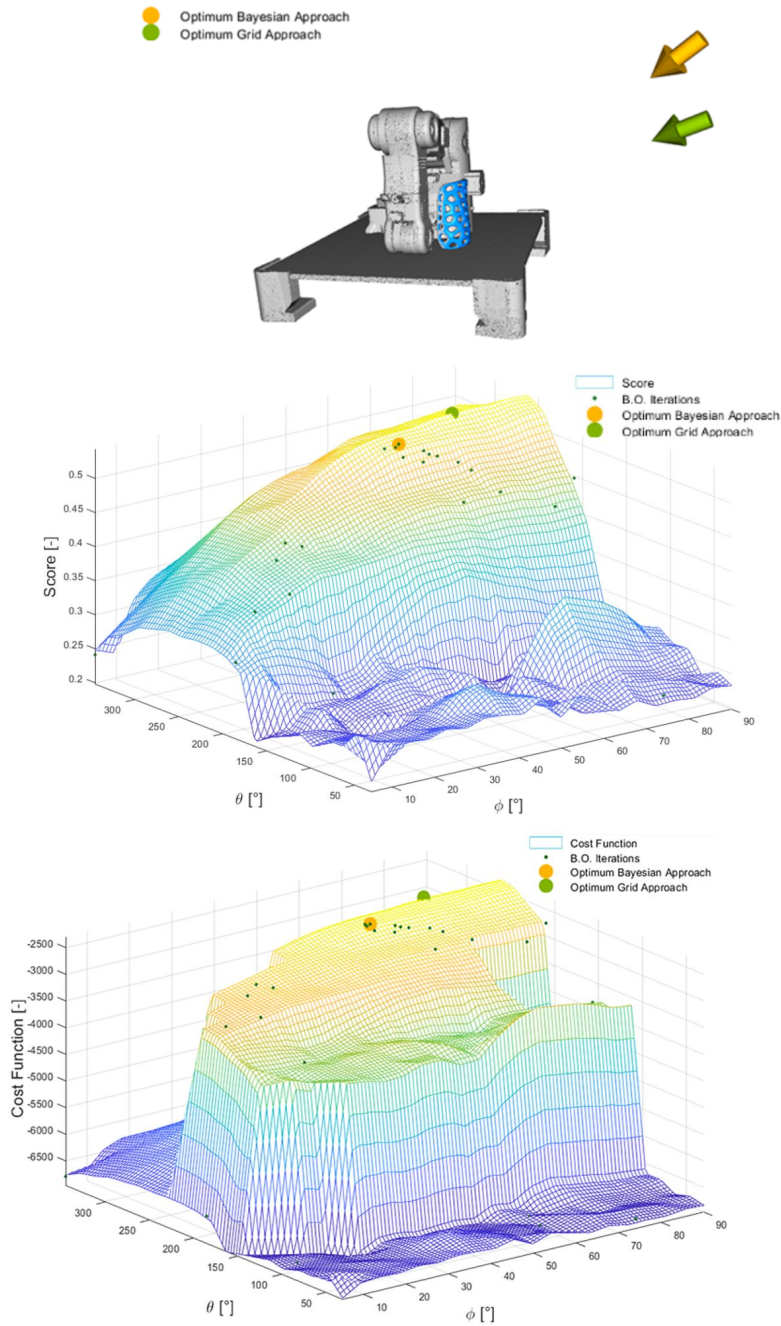 Optimum Bayesian Approach
Optimum Grid Approach
Score
B.O. Iterations
Optimum Bayesian Approach
Optimum Grid Approach
Score [-]
0.5
0.45
0.4
0.35
0.3
0.25
0.2
300
250
200
150
100
50
θ [°]
10
20
30
40
50
60
70
80
90
ϕ [°]
Cost Function
B.O. Iterations
Optimum Bayesian Approach
Optimum Grid Approach
Cost Function [-]
-2500
-3000
-3500
-4000
-4500
-5000
-5500
-6000
-6500
300
250
200
150
100
50
θ [°]
10
20
30
40
50
60
70
80
90
ϕ [°]